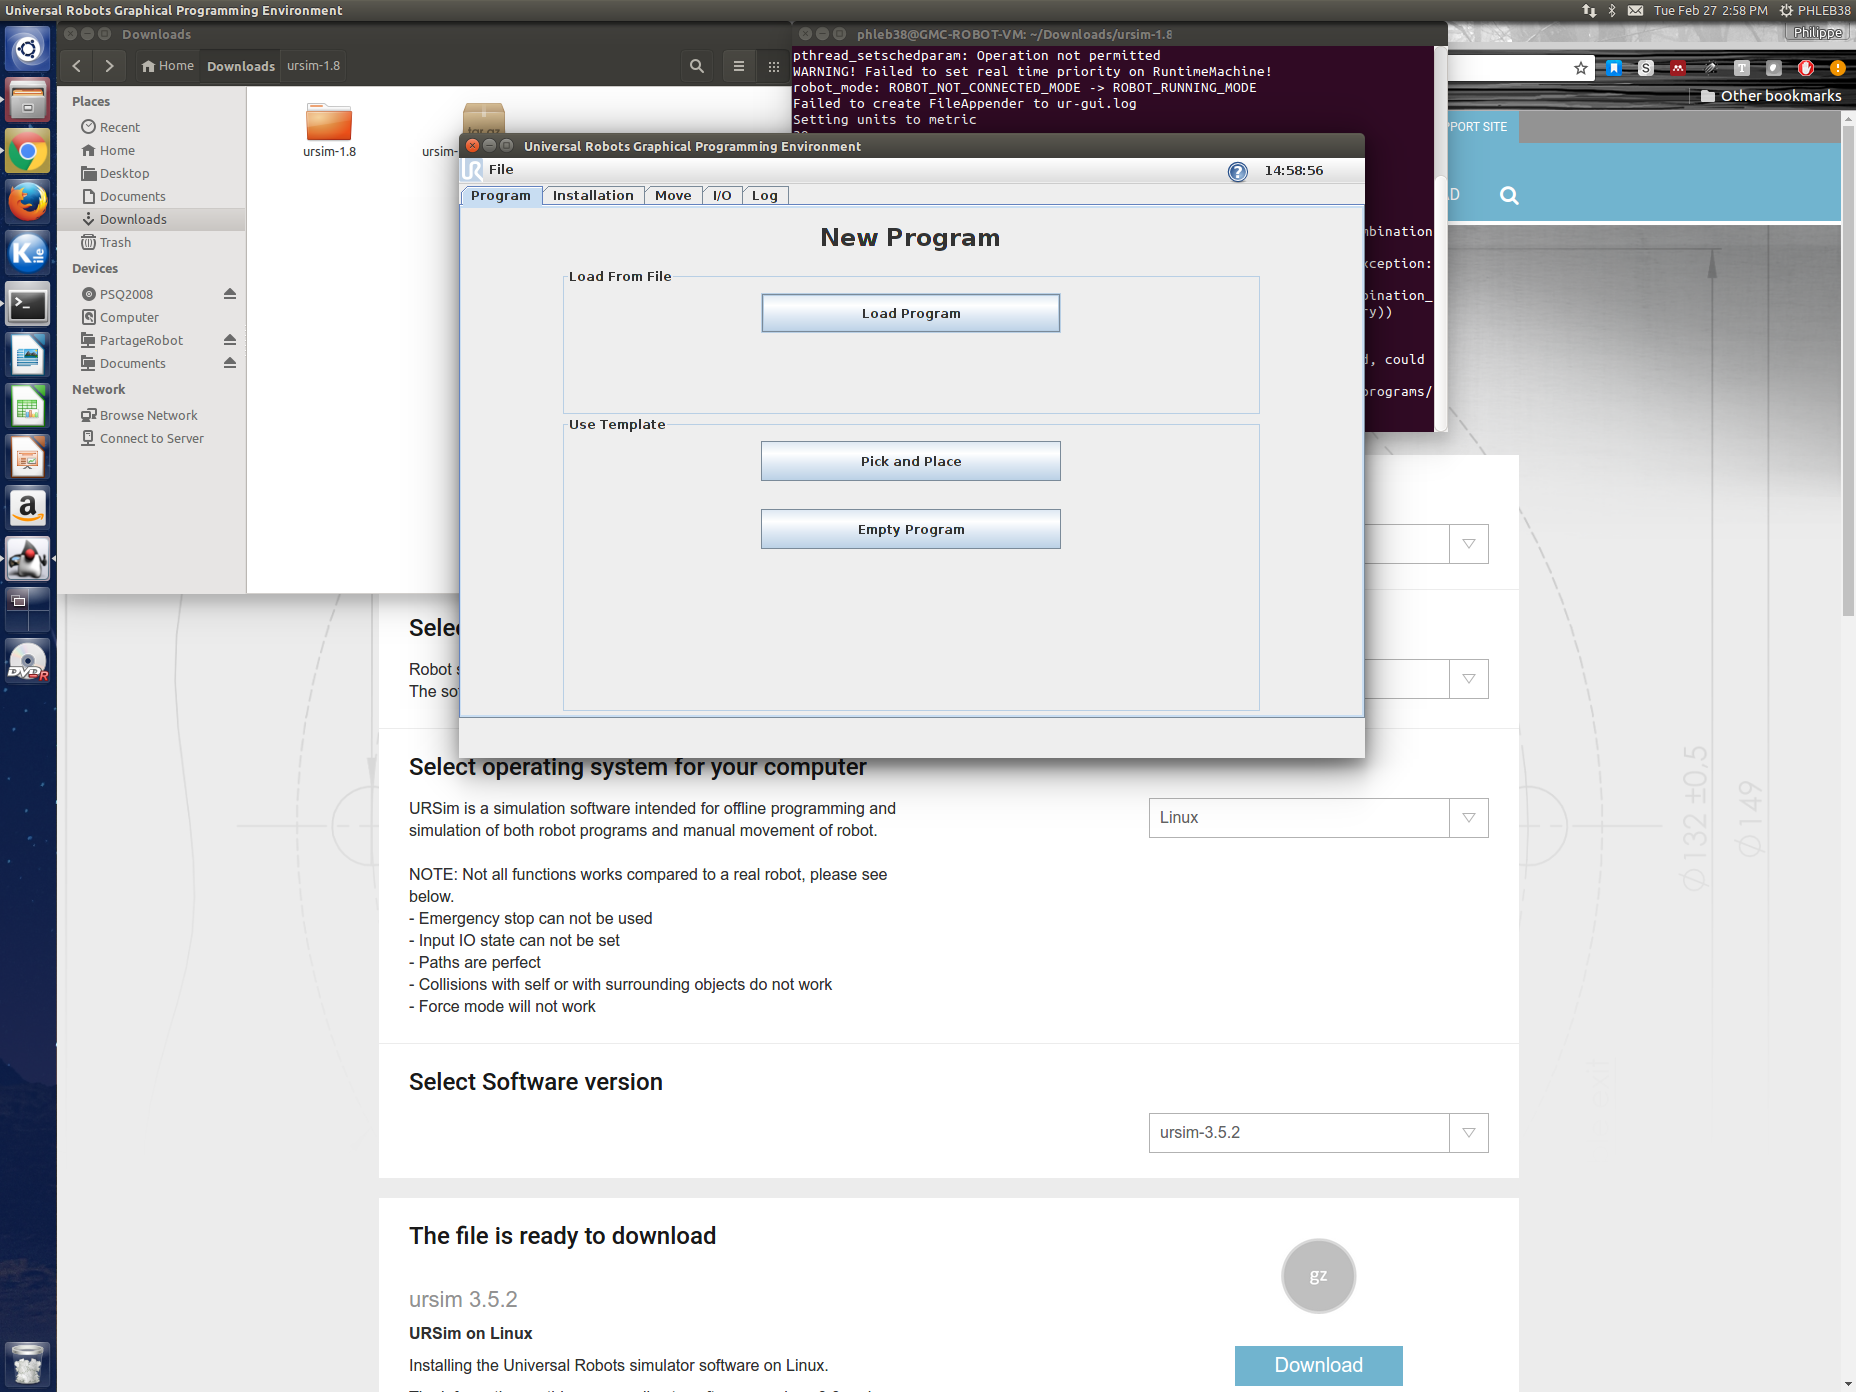 Universal Robots Graphical Programming Environment
Tue Feb 27 2:58 PM
PHLEB38
Downloads
Home
Downloads
ursim-1.8
Places
Recent
Home
Desktop
Documents
Downloads
Trash
Devices
PSQ2008
Computer
PartageRobot
Documents
Network
Browse Network
Connect to Server
ursim-1.8
tar.gz
ursim-
phleb38@GMC-ROBOT-VM: ~/Downloads/ursim-1.8
pthread_setschedparam: Operation not permitted
WARNING! Failed to set real time priority on RuntimeMachine!
robot_mode: ROBOT_NOT_CONNECTED_MODE -> ROBOT_RUNNING_MODE
Failed to create FileAppender to ur-gui.log
Setting units to metric
mbination
xception:
bination_
ry))
d, could
programs/
Philippe
Other bookmarks
PPORT SITE
Universal Robots Graphical Programming Environment
File
14:58:56
Program
Installation
Move
I/O
Log
New Program
Load From File
Load Program
Use Template
Pick and Place
Empty Program
Sele
Robot
The so
Select operating system for your computer
URSim is a simulation software intended for offline programming and
simulation of both robot programs and manual movement of robot.
Linux
NOTE: Not all functions works compared to a real robot, please see
below.
- Emergency stop can not be used
- Input IO state can not be set
- Paths are perfect
- Collisions with self or with surrounding objects do not work
- Force mode will not work
Ø132 ±0,5
Ø149
Select Software version
ursim-3.5.2
The file is ready to download
gz
ursim 3.5.2
URSim on Linux
Installing the Universal Robots simulator software on Linux.
Download